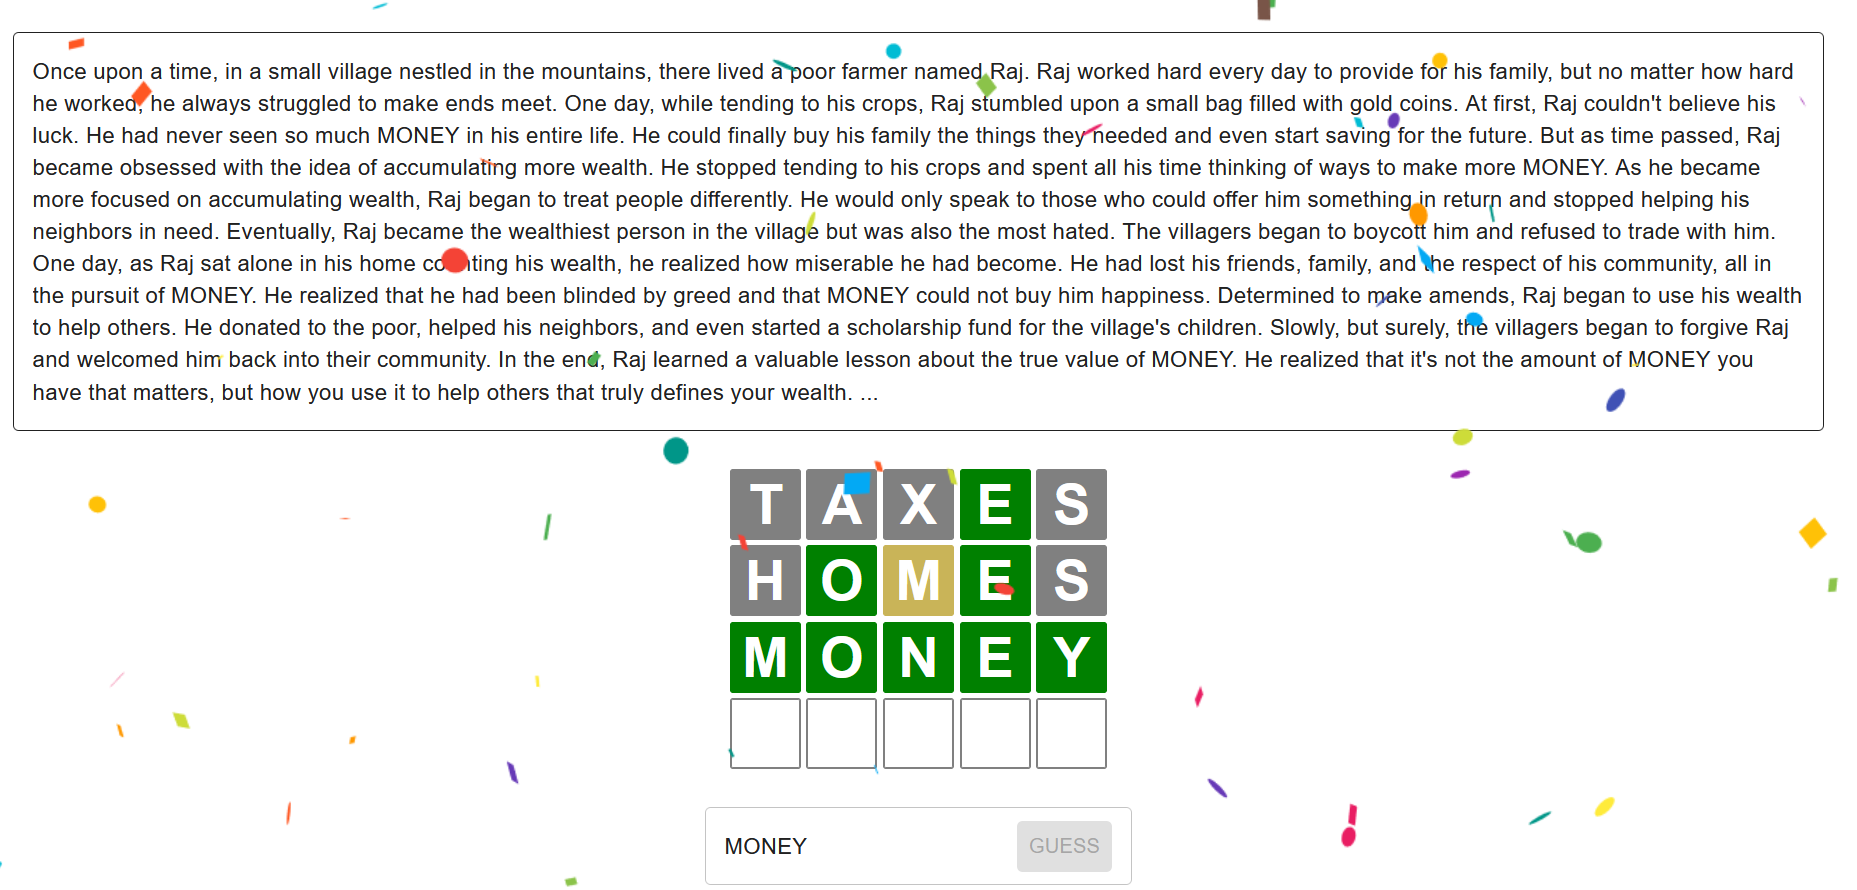 Once upon a time, in a small village nestled in the mountains, there lived a poor farmer named Raj. Raj worked hard every day to provide for his family, but no matter how hard
he worked, he always struggled to make ends meet. One day, while tending to his crops, Raj stumbled upon a small bag filled with gold coins. At first, Raj couldn't believe his
luck. He had never seen so much MONEY in his entire life. He could finally buy his family the things they needed and even start saving for the future. But as time passed, Raj
became obsessed with the idea of accumulating more wealth. He stopped tending to his crops and spent all his time thinking of ways to make more MONEY. As he became
more focused on accumulating wealth, Raj began to treat people differently. He would only speak to those who could offer him something in return and stopped helping his
neighbors in need. Eventually, Raj became the wealthiest person in the village but was also the most hated. The villagers began to boycott him and refused to trade with him.
One day, as Raj sat alone in his home counting his wealth, he realized how miserable he had become. He had lost his friends, family, and the respect of his community, all in
the pursuit of MONEY. He realized that he had been blinded by greed and that MONEY could not buy him happiness. Determined to make amends, Raj began to use his wealth
to help others. He donated to the poor, helped his neighbors, and even started a scholarship fund for the village's children. Slowly, but surely, the villagers began to forgive Raj
and welcomed him back into their community. In the end, Raj learned a valuable lesson about the true value of MONEY. He realized that it's not the amount of MONEY you
have that matters, but how you use it to help others that truly defines your wealth. ...
T A X E S
H O M E S
M O N E Y
MONEY GUESS